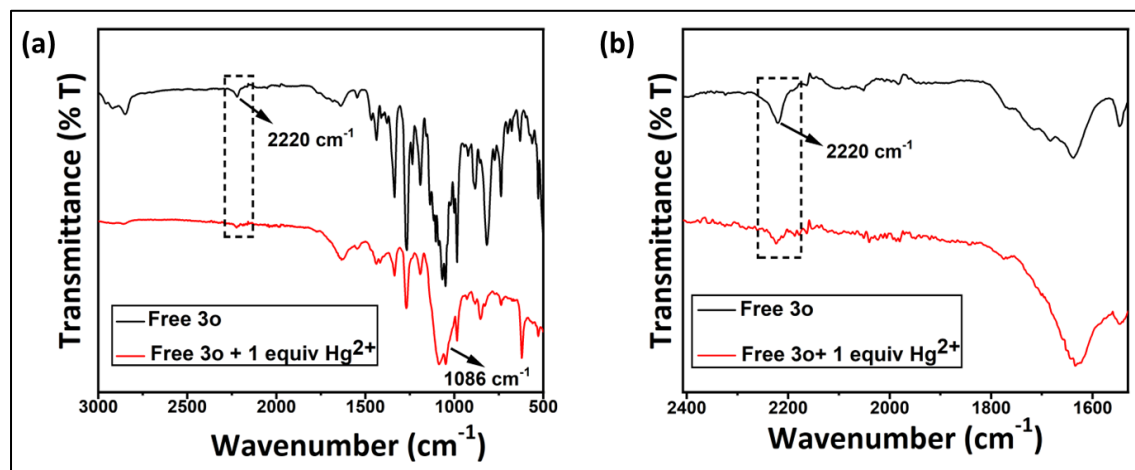 (a)
Transmittance (% T)
2220 cm⁻¹
Free 3o
Free 3o + 1 equiv Hg²⁺
1086 cm⁻¹
3000 2500 2000 1500 1000 500
Wavenumber (cm⁻¹)
(b)
Transmittance (% T)
2220 cm⁻¹
Free 3o
Free 3o+ 1 equiv Hg²⁺
2400 2200 2000 1800 1600
Wavenumber (cm⁻¹)